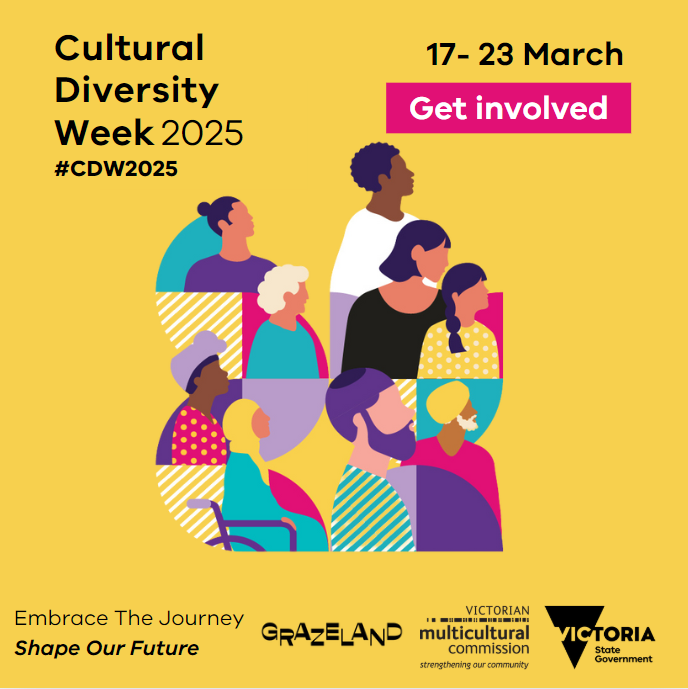 Cultural
Diversity
Week 2025
#CDW2025
17- 23 March
Get involved
Embrace The Journey
Shape Our Future
GRAZELAND
VICTORIAN
multicultural
commission
strengthening our community
VICTORIA
State
Government